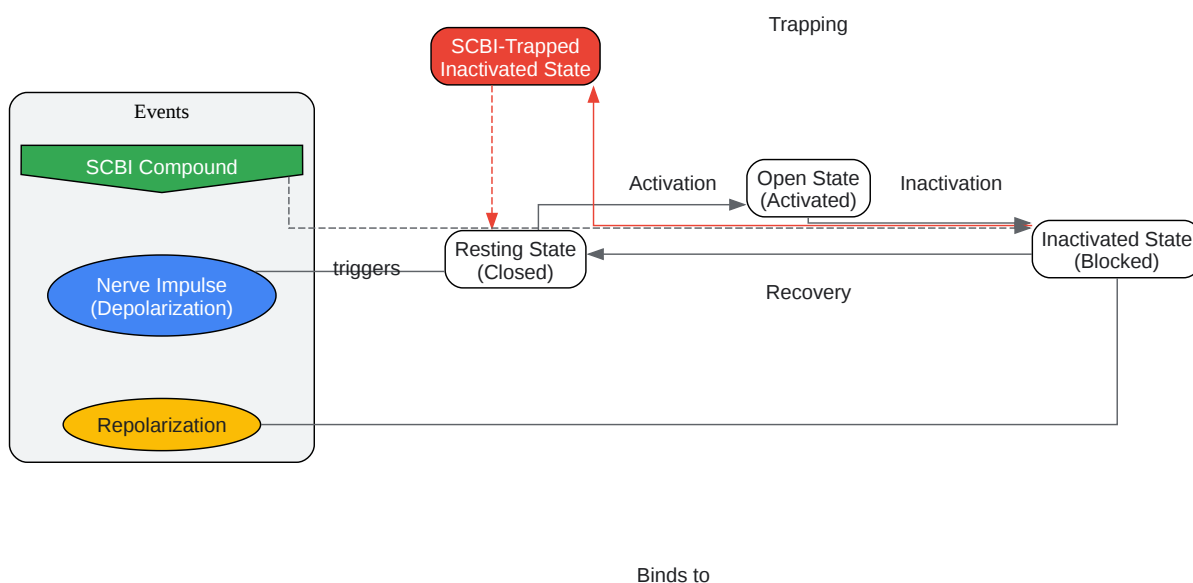 Trapping
SCBI-Trapped
Inactivated State
Events
SCBI Compound
Activation
Open State
(Activated)
Inactivation
Resting State
(Closed)
Inactivated State
(Blocked)
triggers
Nerve Impulse
(Depolarization)
Recovery
Repolarization
Binds to